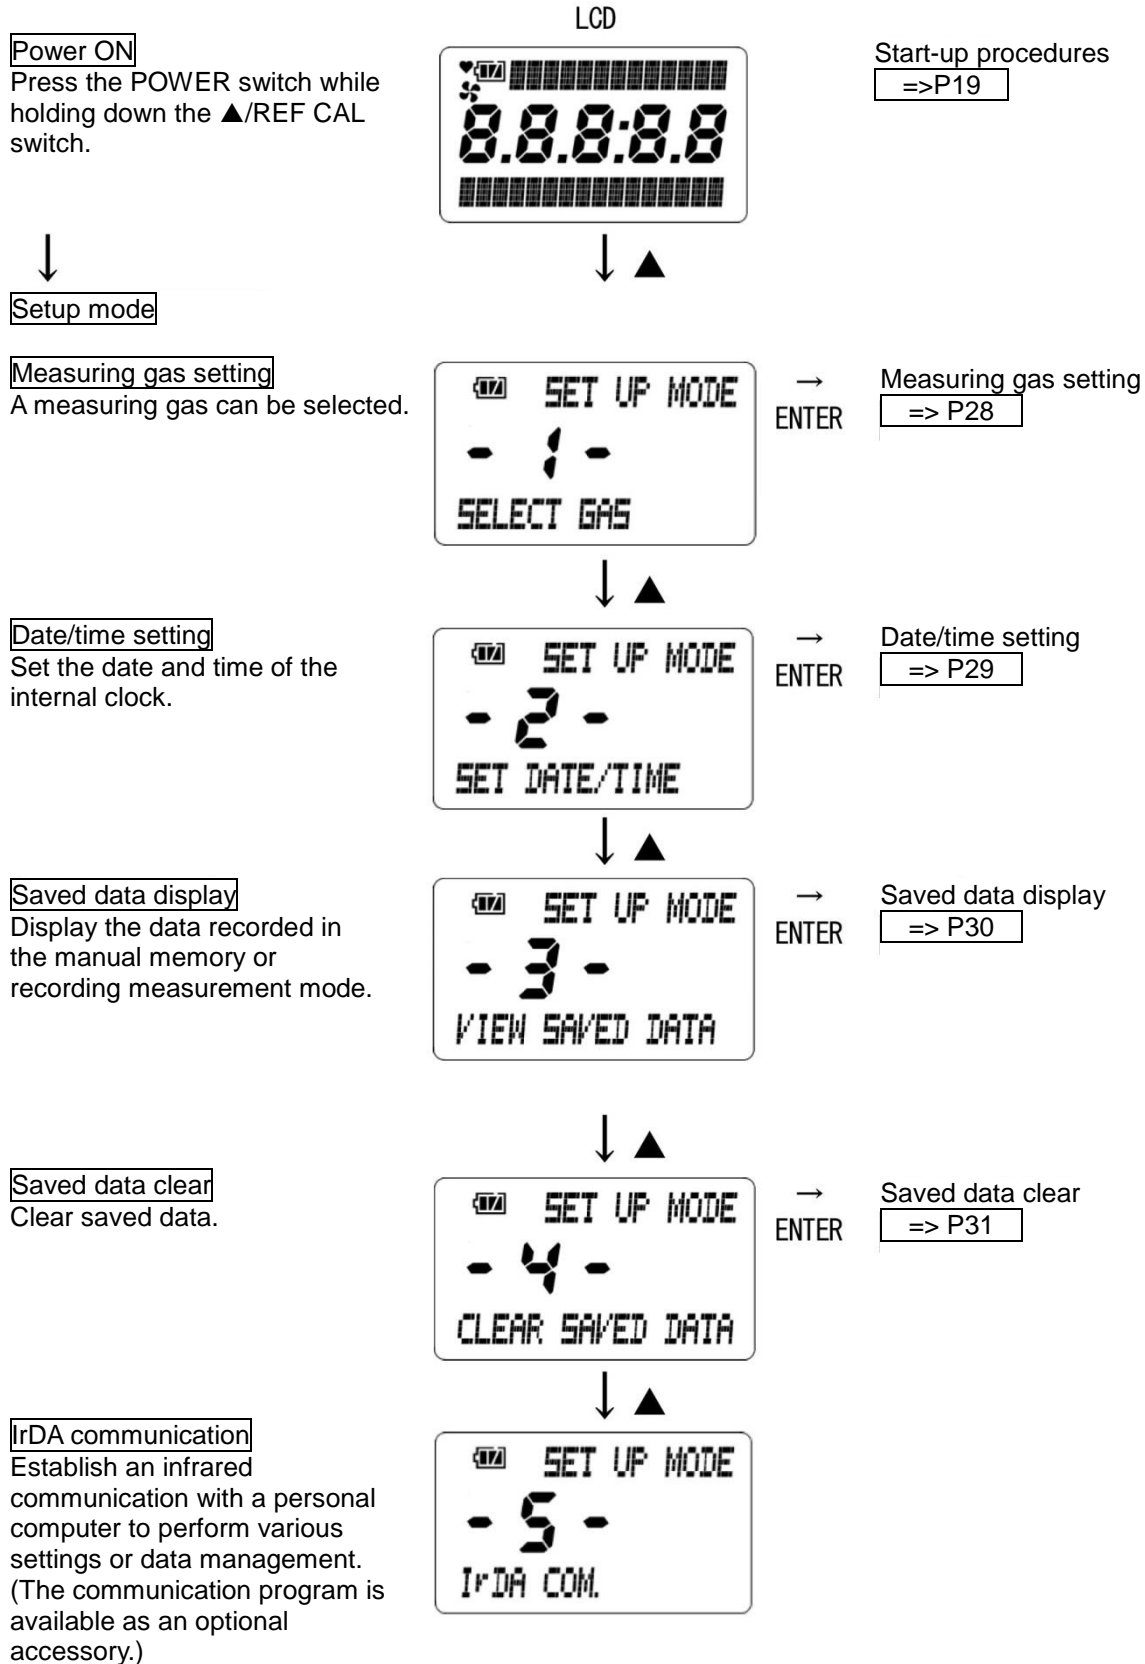 LCD
Power ON
Press the POWER switch while
holding down the ▲/REF CAL
switch.
8.8.8:8.8
Start-up procedures
=>P19
↓
↓ ▲
Setup mode
Measuring gas setting
A measuring gas can be selected.
SET UP MODE
- 1 -
SELECT GAS
→
ENTER
Measuring gas setting
=> P28
↓ ▲
Date/time setting
Set the date and time of the
internal clock.
SET UP MODE
- 2 -
SET DATE/TIME
→
ENTER
Date/time setting
=> P29
↓ ▲
Saved data display
Display the data recorded in
the manual memory or
recording measurement mode.
SET UP MODE
- 3 -
VIEW SAVED DATA
→
ENTER
Saved data display
=> P30
↓ ▲
Saved data clear
Clear saved data.
SET UP MODE
- 4 -
CLEAR SAVED DATA
→
ENTER
Saved data clear
=> P31
↓ ▲
IrDA communication
Establish an infrared
communication with a personal
computer to perform various
settings or data management.
(The communication program is
available as an optional
accessory.)
SET UP MODE
- 5 -
IrDA COM.